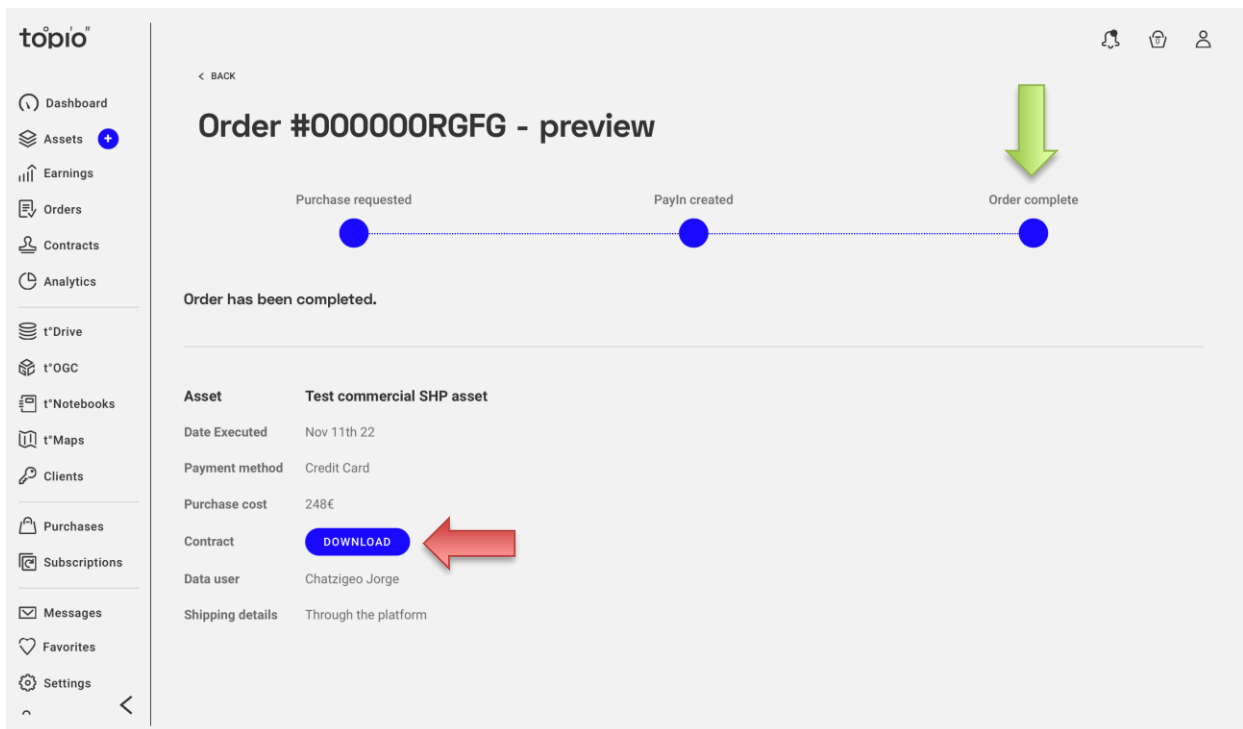 topio
< BACK
Order #000000RGFG - preview
Purchase requested
PayIn created
Order complete
Order has been completed.
Asset Test commercial SHP asset
Date Executed Nov 11th 22
Payment method Credit Card
Purchase cost 248€
Contract DOWNLOAD
Data user Chatzigeo Jorge
Shipping details Through the platform
Dashboard
Assets +
Earnings
Orders
Contracts
Analytics
t°Drive
t°OGC
t°Notebooks
t°Maps
Clients
Purchases
Subscriptions
Messages
Favorites
Settings
0